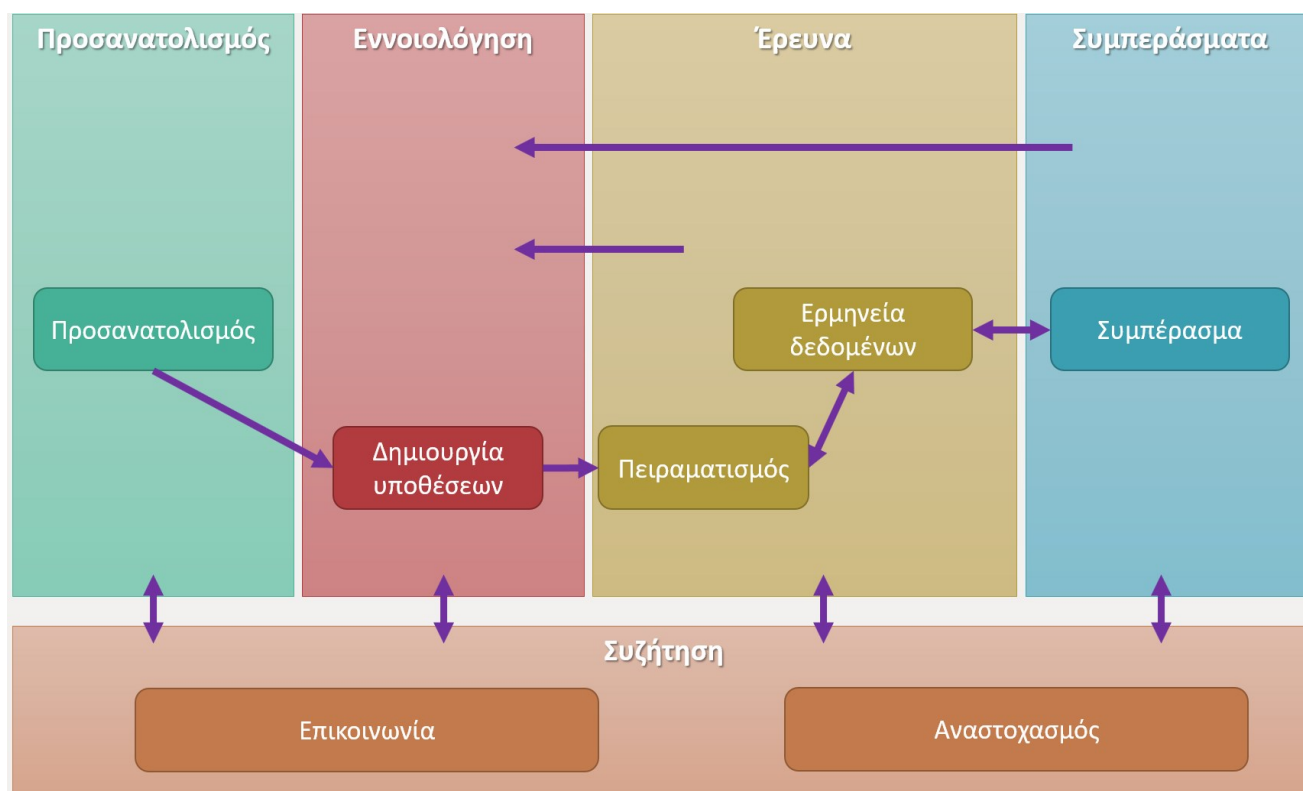 Προσανατολισμός
Εννοιολόγηση
Έρευνα
Συμπεράσματα
Προσανατολισμός
Δημιουργία
υποθέσεων
Πειραματισμός
Ερμηνεία
δεδομένων
Συμπέρασμα
Συζήτηση
Επικοινωνία
Αναστοχασμός